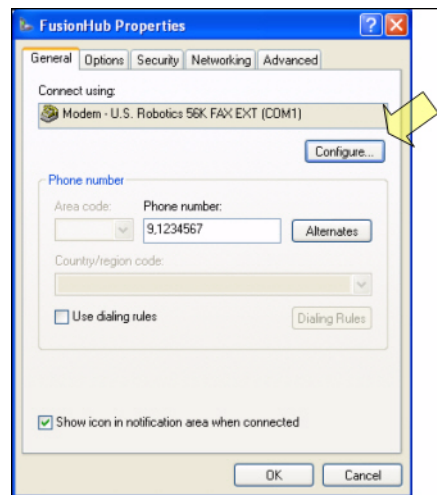 FusionHub Properties
General Options Security Networking Advanced
Connect using:
Modem - U.S. Robotics 56K FAX EXT (COM1)
Configure...
Phone number
Area code: Phone number:
9,1234567 Alternates
Country/region code:
Use dialing rules Dialing Rules
Show icon in notification area when connected
OK Cancel